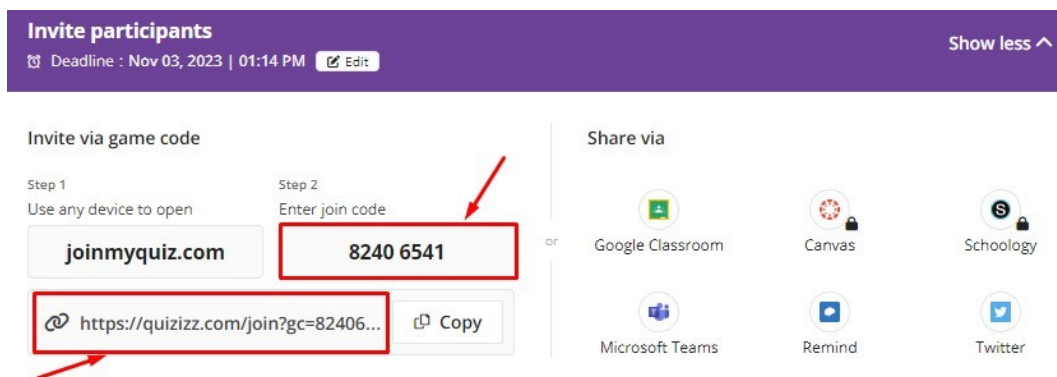 Invite participants
Deadline : Nov 03, 2023 | 01:14 PM Edit
Show less
Invite via game code
Step 1
Use any device to open
joinmyquiz.com
Step 2
Enter join code
8240 6541
https://quizizz.com/join?gc=82406... Copy
or
Share via
Google Classroom
Canvas
Schoology
Microsoft Teams
Remind
Twitter